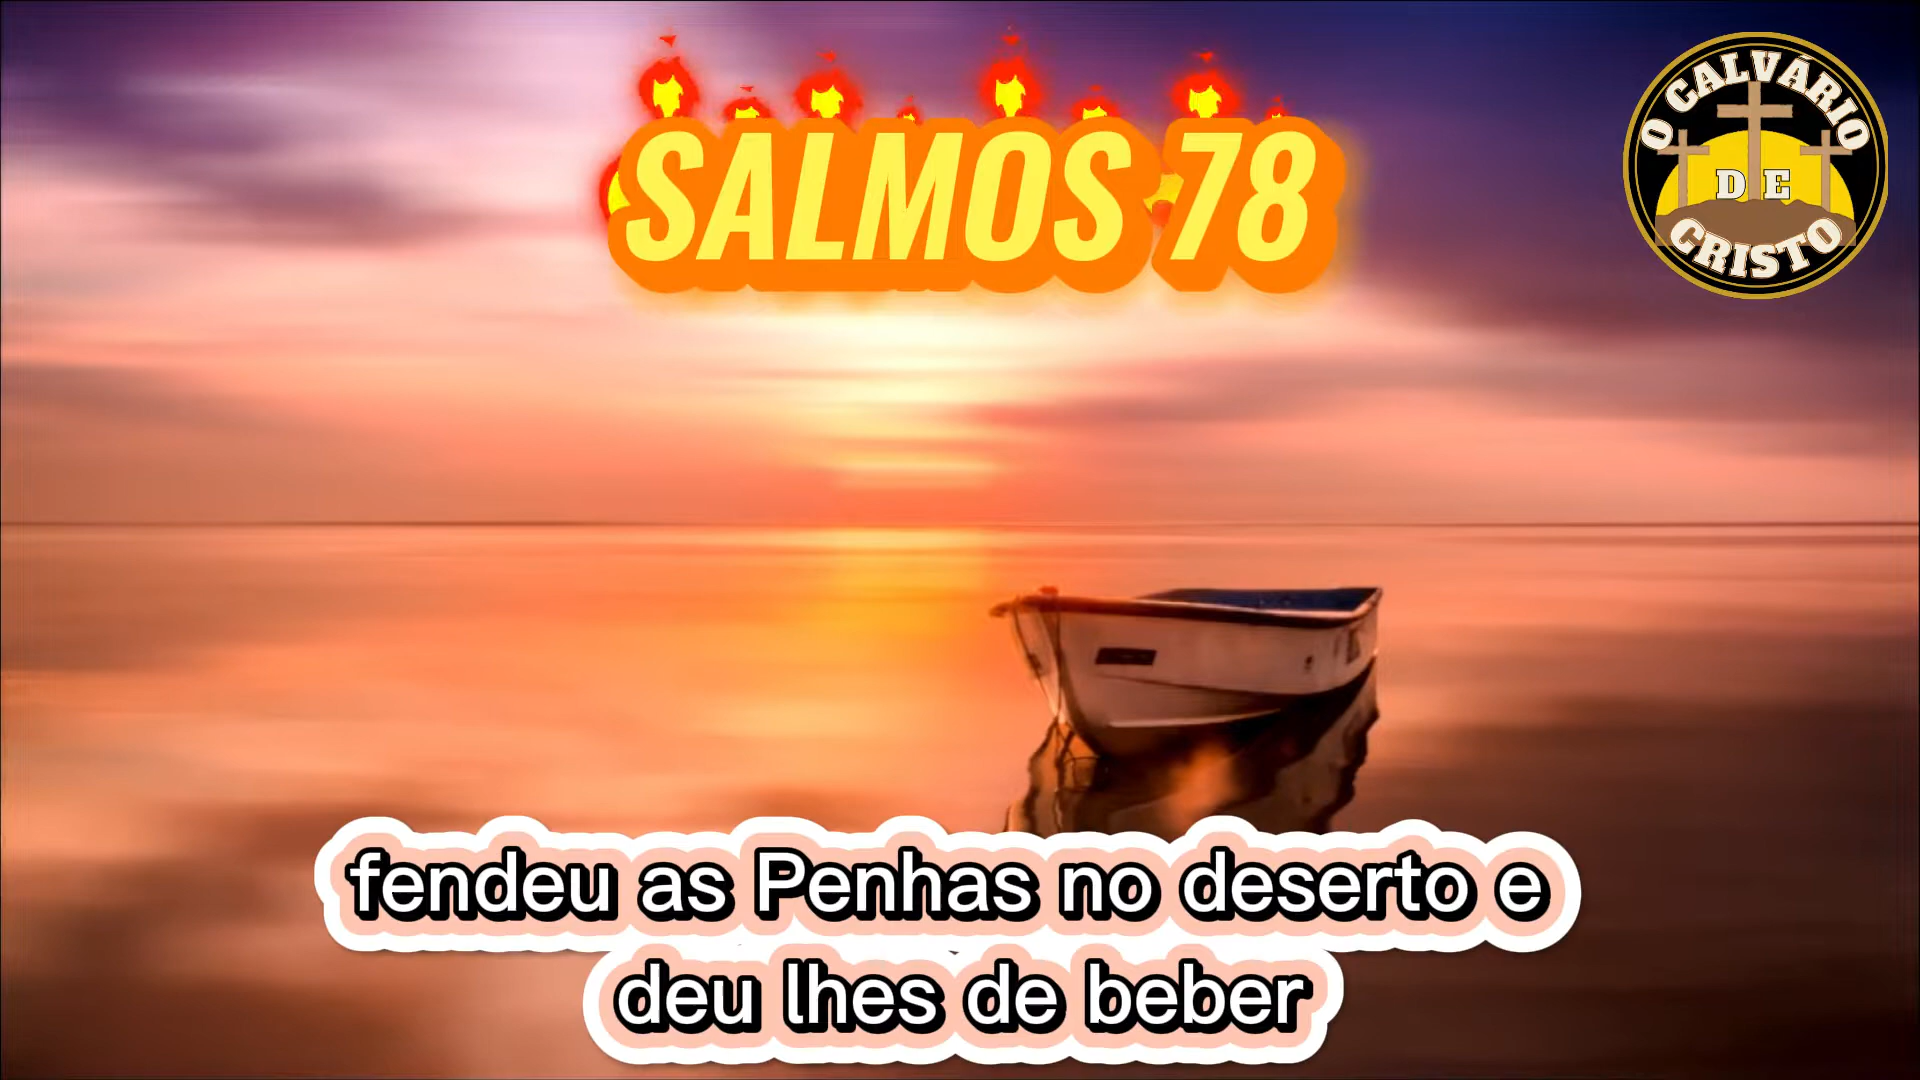 SALMOS 78
O CALVÁRIO
DE
CRISTO
fendeu as Penhas no deserto e
deu lhes de beber